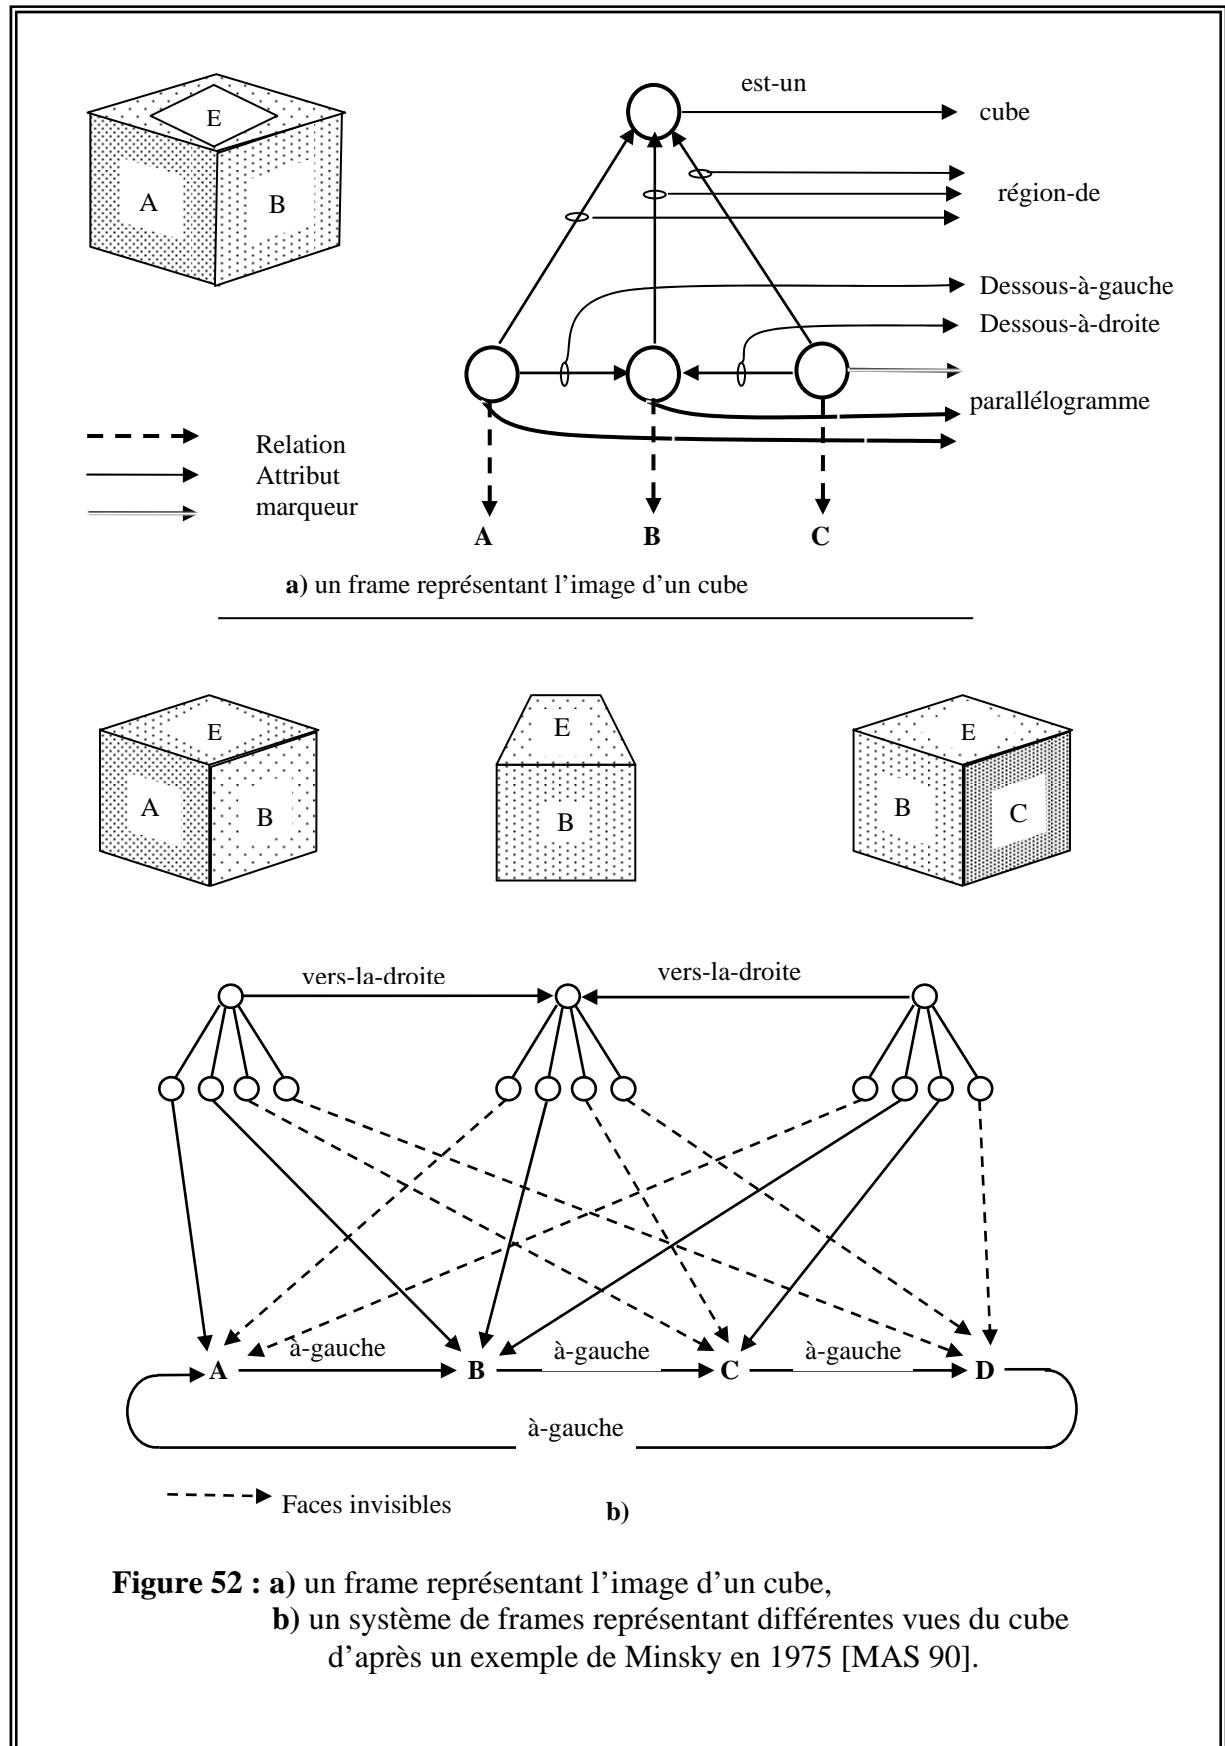 est-un
cube
E
A
B
région-de
Dessous-à-gauche
Dessous-à-droite
parallélogramme
Relation
Attribut
marqueur
A B C
a) un frame représentant l'image d'un cube
E
A
B
E
B
E
B
C
vers-la-droite vers-la-droite
à-gauche à-gauche à-gauche
A B C D
à-gauche
Faces invisibles
b)
Figure 52 : a) un frame représentant l'image d'un cube,
b) un système de frames représentant différentes vues du cube
d'après un exemple de Minsky en 1975 [MAS 90].